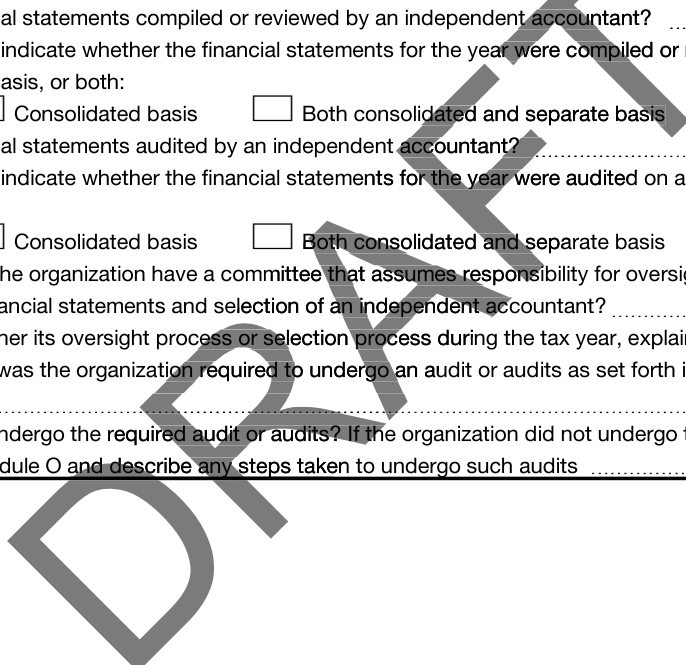 al statements compiled or reviewed by an independent accountant?
indicate whether the financial statements for the year were compiled or
asis, or both:
Consolidated basis Both consolidated and separate basis
al statements audited by an independent accountant?
indicate whether the financial statements for the year were audited on a
Consolidated basis Both consolidated and separate basis
he organization have a committee that assumes responsibility for oversig
ancial statements and selection of an independent accountant?
her its oversight process or selection process during the tax year, explain
was the organization required to undergo an audit or audits as set forth i
ndergo the required audit or audits? If the organization did not undergo t
dule O and describe any steps taken to undergo such audits
DRAFT